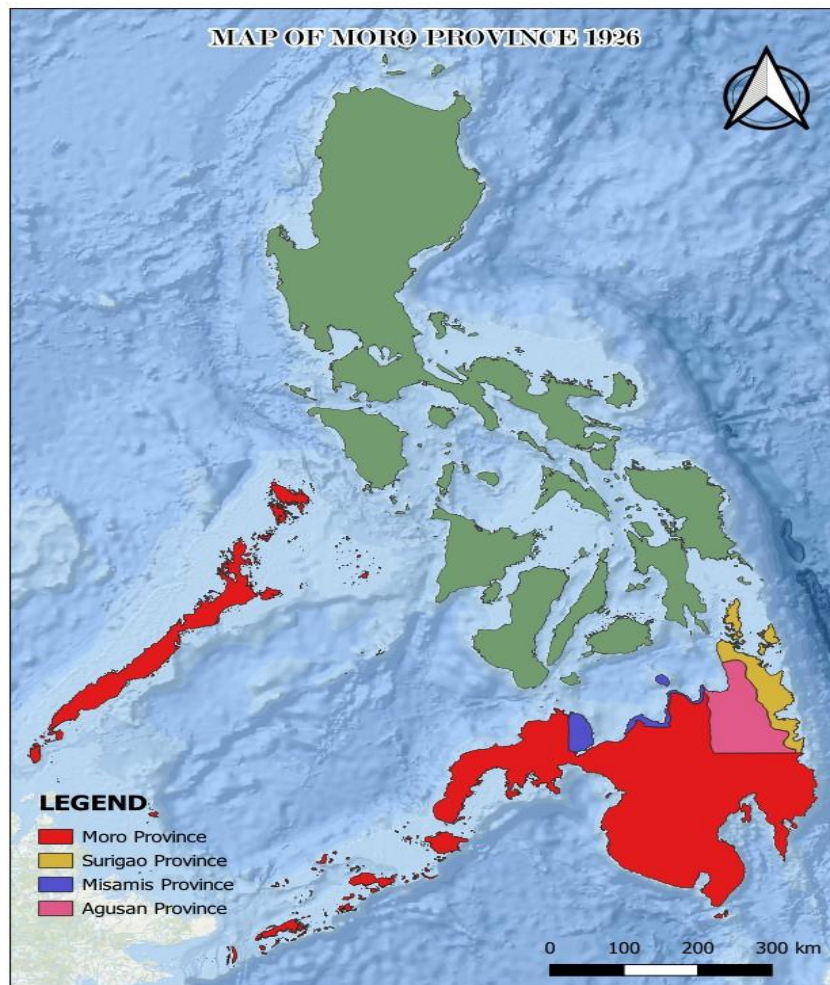 MAP OF MORO PROVINCE 1926
LEGEND
Moro Province
Surigao Province
Misamis Province
Agusan Province
0 100 200 300 km